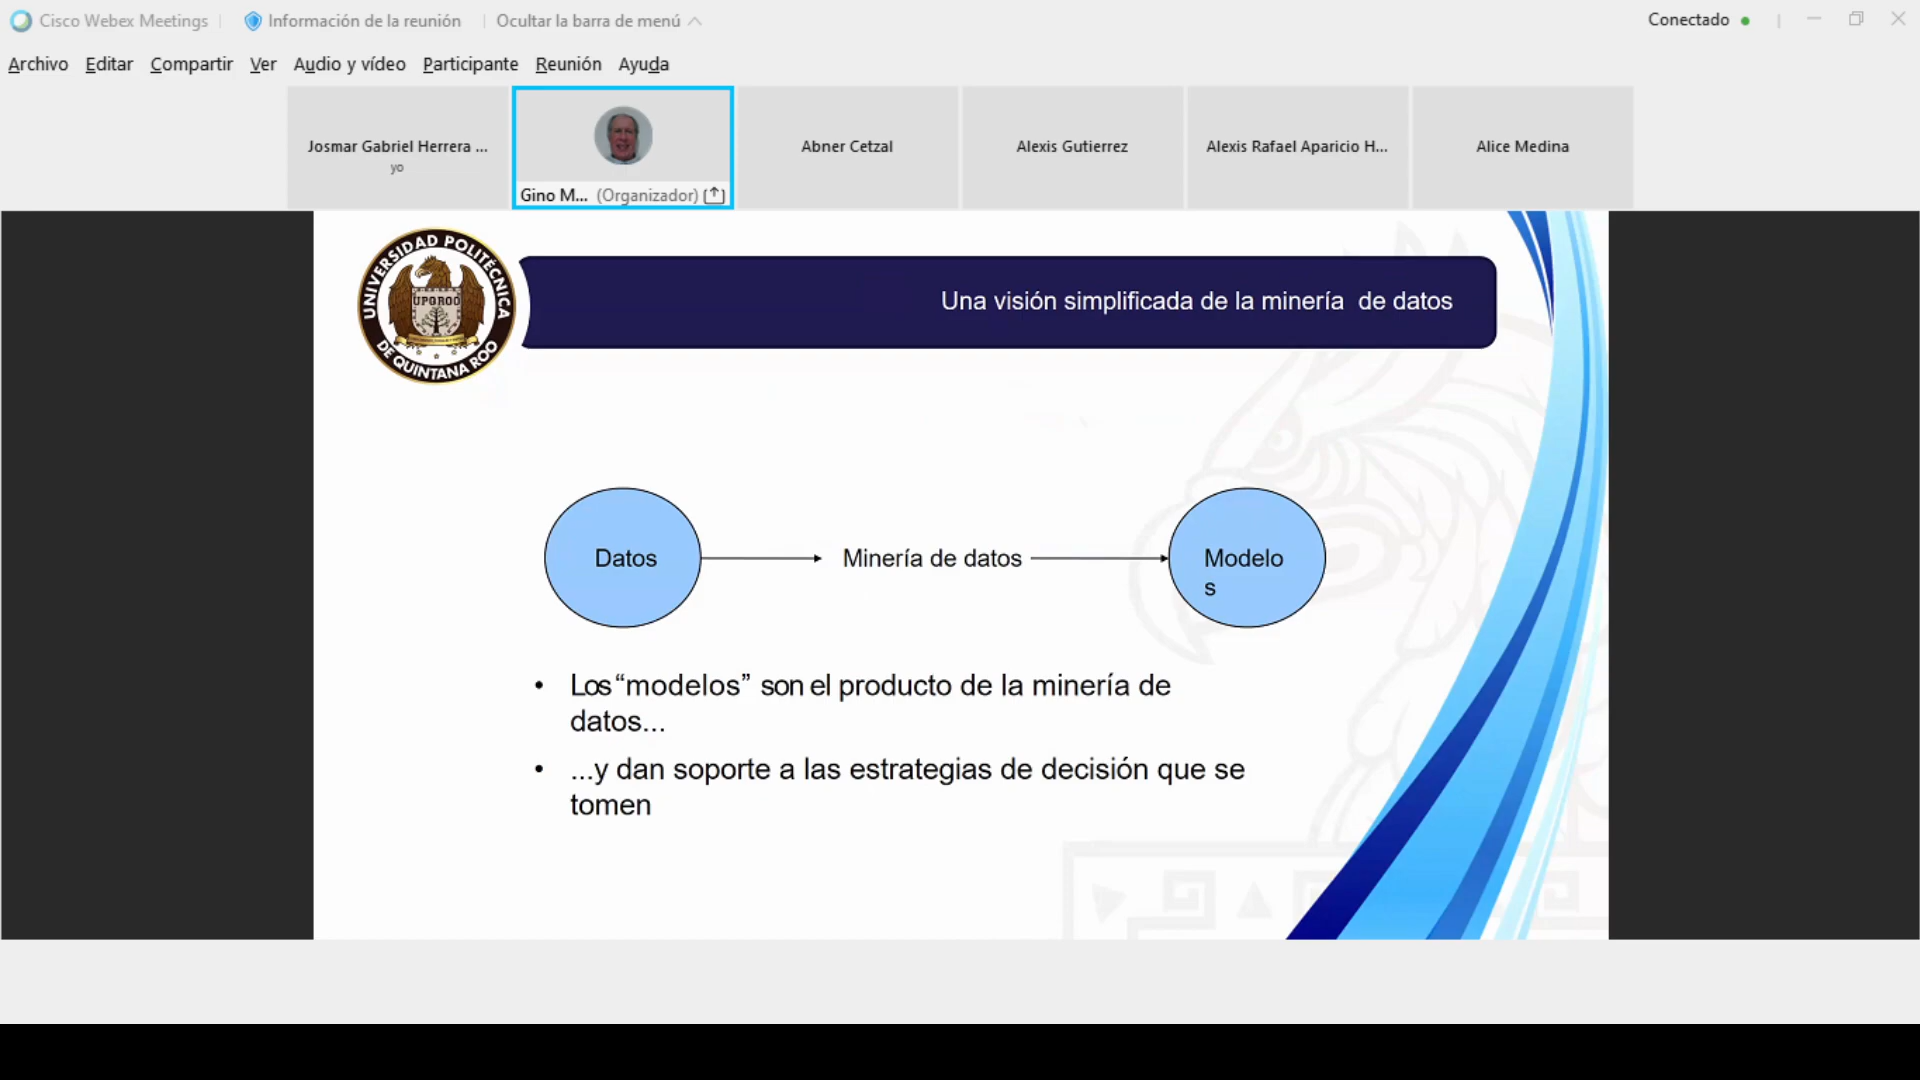 Cisco Webex Meetings
Información de la reunión
Ocultar la barra de menú
Conectado
Archivo Editar Compartir Ver Audio y vídeo Participante Reunión Ayuda
Josmar Gabriel Herrera ...
yo
Gino M... (Organizador)
Abner Cetzal
Alexis Gutierrez
Alexis Rafael Aparicio H...
Alice Medina
UNIVERSIDAD POLITÉCNICA
UPQROO
DE QUINTANA ROO
Una visión simplificada de la minería de datos
Datos
Minería de datos
Modelo
s
• Los “modelos” son el producto de la minería de
datos...
• ...y dan soporte a las estrategias de decisión que se
tomen